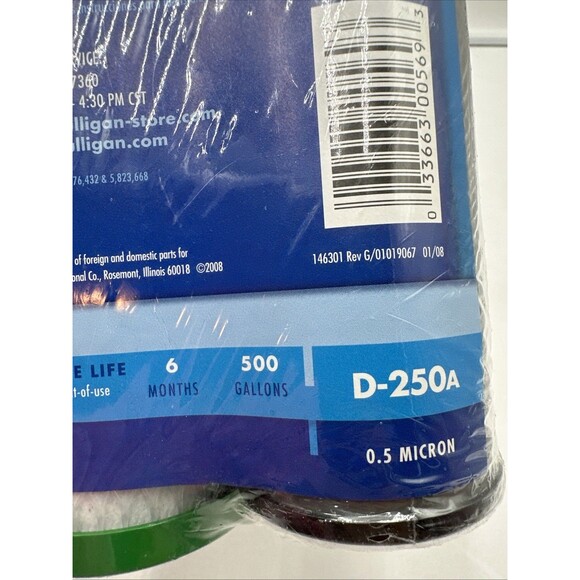 VICE:
7360
- 4:30 PM CST
lligan-store.com
lligan.com
76,432 & 5,823,668
of foreign and domestic parts for
onal Co., Rosemont, Illinois 60018 ©2008
0 33663 00569 3
146301 Rev G/01019067 01/08
E LIFE
t-of-use
6
MONTHS
500
GALLONS
D-250A
0.5 MICRON